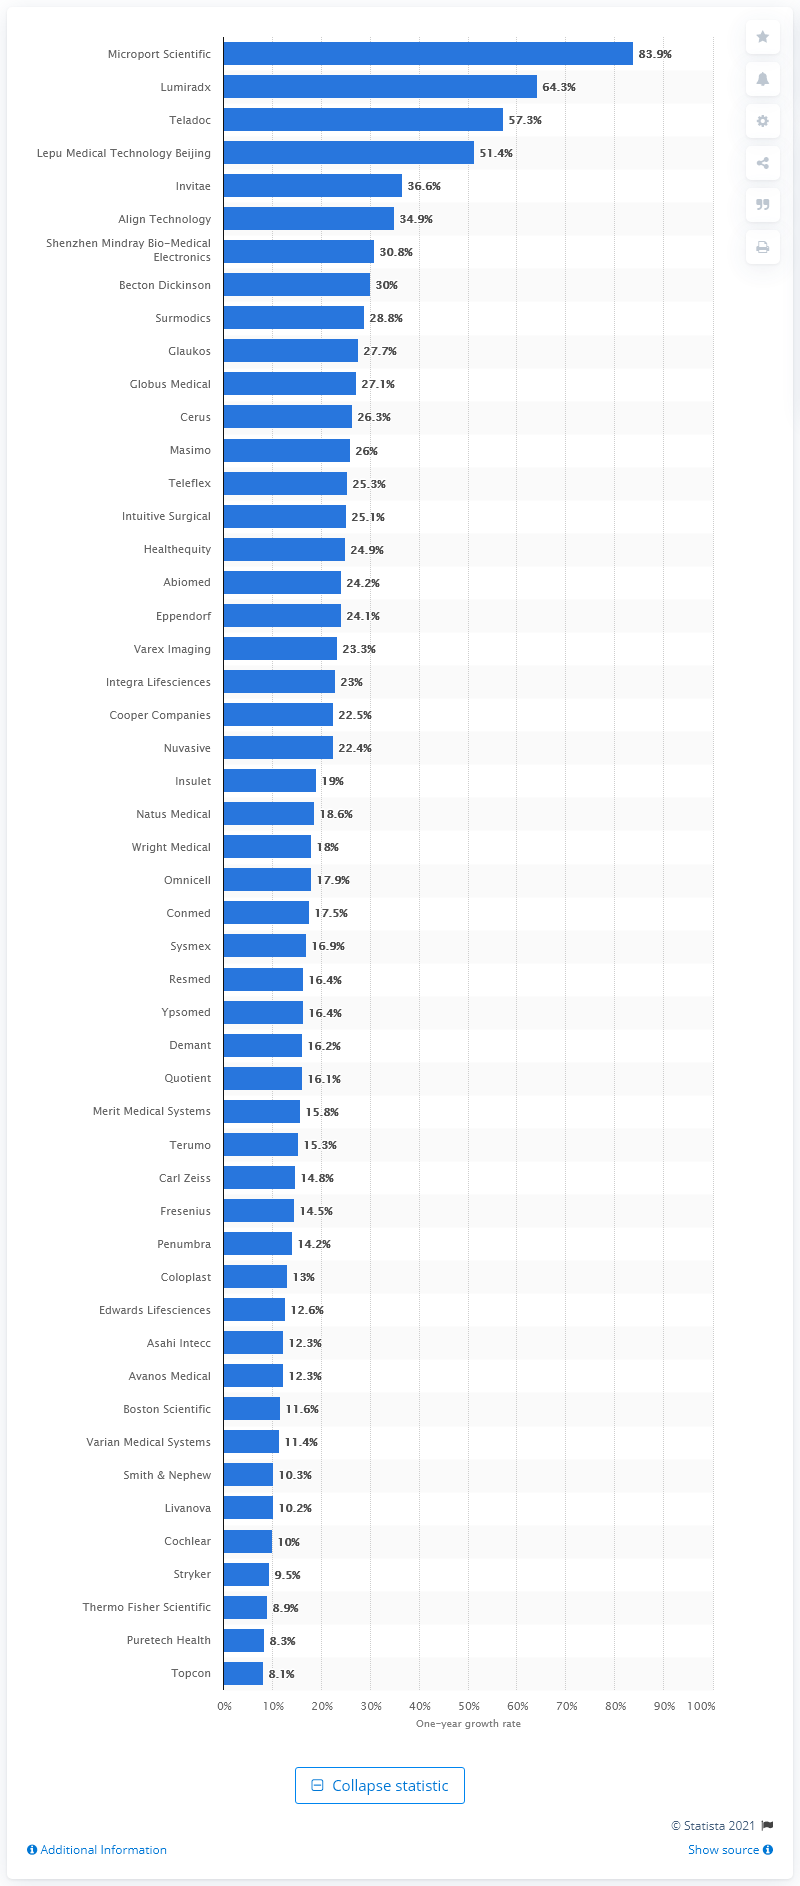 Microport Scientific 83.9%
Lumiradx 64.3%
Teladoc 57.3%
Lepu Medical Technology Beijing 51.4%
Invitae 36.6%
Align Technology 34.9%
Shenzhen Mindray Bio-Medical
Electronics 30.8%
Becton Dickinson 30%
Surmodics 28.8%
Glaukos 27.7%
Globus Medical 27.1%
Cerus 26.3%
Masimo 26%
Teleflex 25.3%
Intuitive Surgical 25.1%
Healthequity 24.9%
Abiomed 24.2%
Eppendorf 24.1%
Varex Imaging 23.3%
Integra Lifesciences 23%
Cooper Companies 22.5%
Nuvasive 22.4%
Insulet 19%
Natus Medical 18.6%
Wright Medical 18%
Omnicell 17.9%
Conmed 17.5%
Sysmex 16.9%
Resmed 16.4%
Ypsomed 16.4%
Demant 16.2%
Quotient 16.1%
Merit Medical Systems 15.8%
Terumo 15.3%
Carl Zeiss 14.8%
Fresenius 14.5%
Penumbra 14.2%
Coloplast 13%
Edwards Lifesciences 12.6%
Asahi Intecc 12.3%
Avanos Medical 12.3%
Boston Scientific 11.6%
Varian Medical Systems 11.4%
Smith & Nephew 10.3%
Livanova 10.2%
Cochlear 10%
Stryker 9.5%
Thermo Fisher Scientific 8.9%
Puretech Health 8.3%
Topcon 8.1%
0% 10% 20% 30% 40% 50% 60% 70% 80% 90% 100%
One-year growth rate
Collapse statistic
© Statista 2021
Additional Information Show source